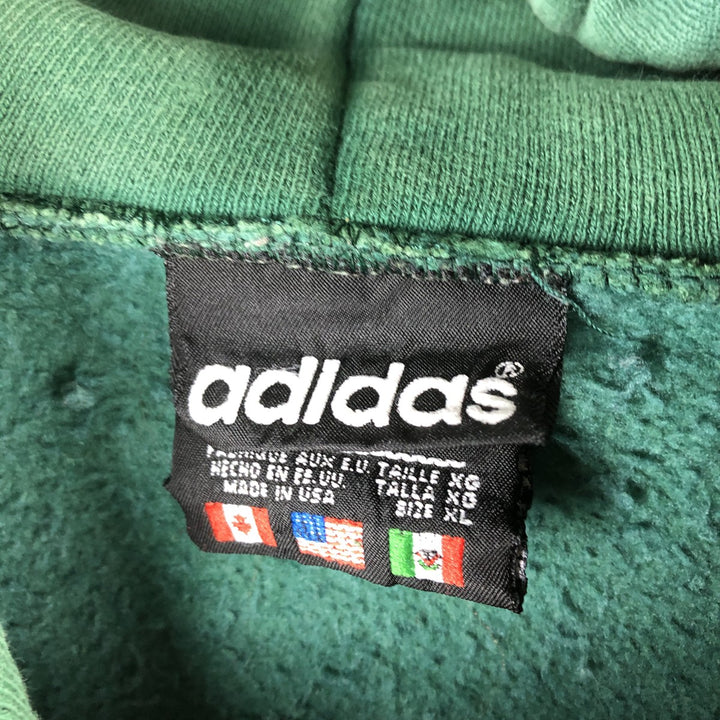 adidas®
FABRIQUE AUX E.U. TAILLE XG
HECHO EN EE.UU. TALLA XG
MADE IN USA SIZE XL